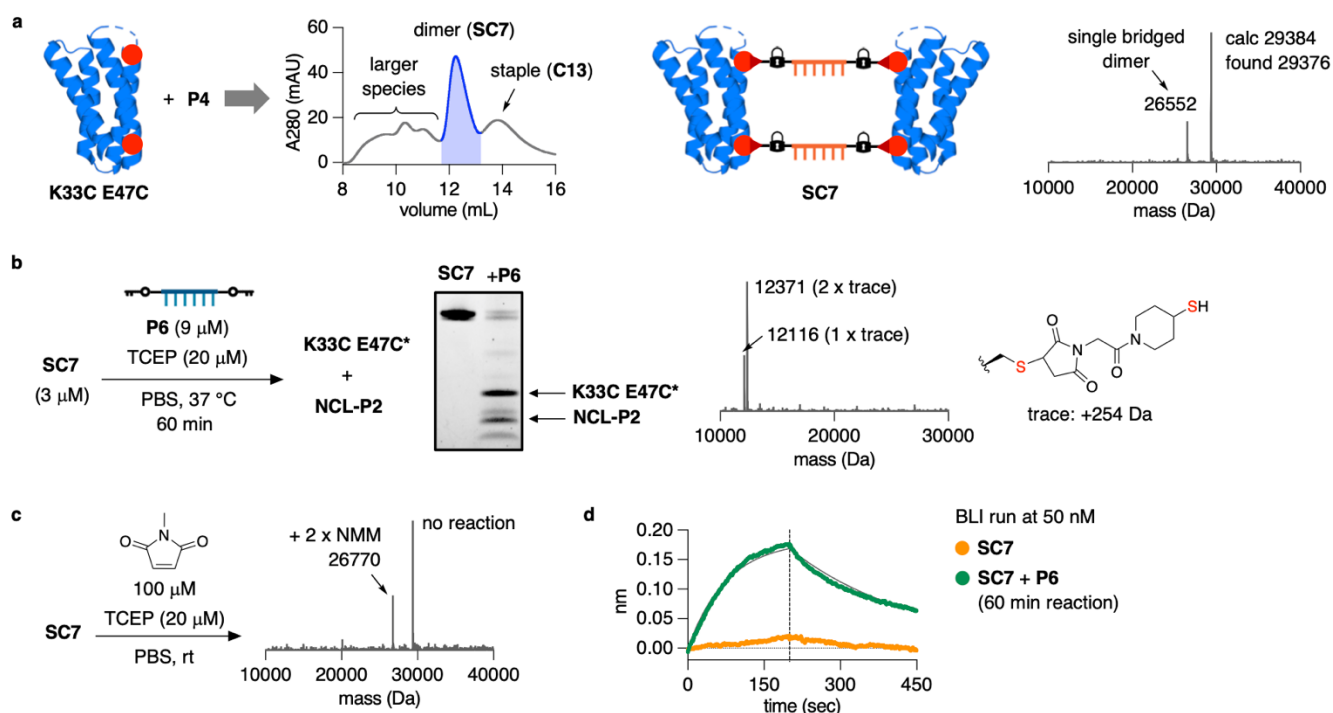 a
K33C E47C
+ P4
A280 (mAU)
60
40
20
0
8 10 12 14 16
volume (mL)
dimer (SC7)
larger
species
staple (C13)
SC7
single bridged
dimer
26552
calc 29384
found 29376
10000 20000 30000 40000
mass (Da)
b
SC7
(3 µM)
P6 (9 µM)
TCEP (20 µM)
PBS, 37 °C
60 min
K33C E47C*
+
NCL-P2
SC7 +P6
K33C E47C*
NCL-P2
12371 (2 x trace)
12116 (1 x trace)
10000 20000 30000
mass (Da)
S
O
N
O
O
N
SH
trace: +254 Da
c
SC7
O N O
100 µM
TCEP (20 µM)
PBS, rt
+ 2 x NMM
26770
no reaction
10000 20000 30000 40000
mass (Da)
d
nm
0.20
0.15
0.10
0.05
0.00
0 150 300 450
time (sec)
BLI run at 50 nM
SC7
SC7 + P6
(60 min reaction)